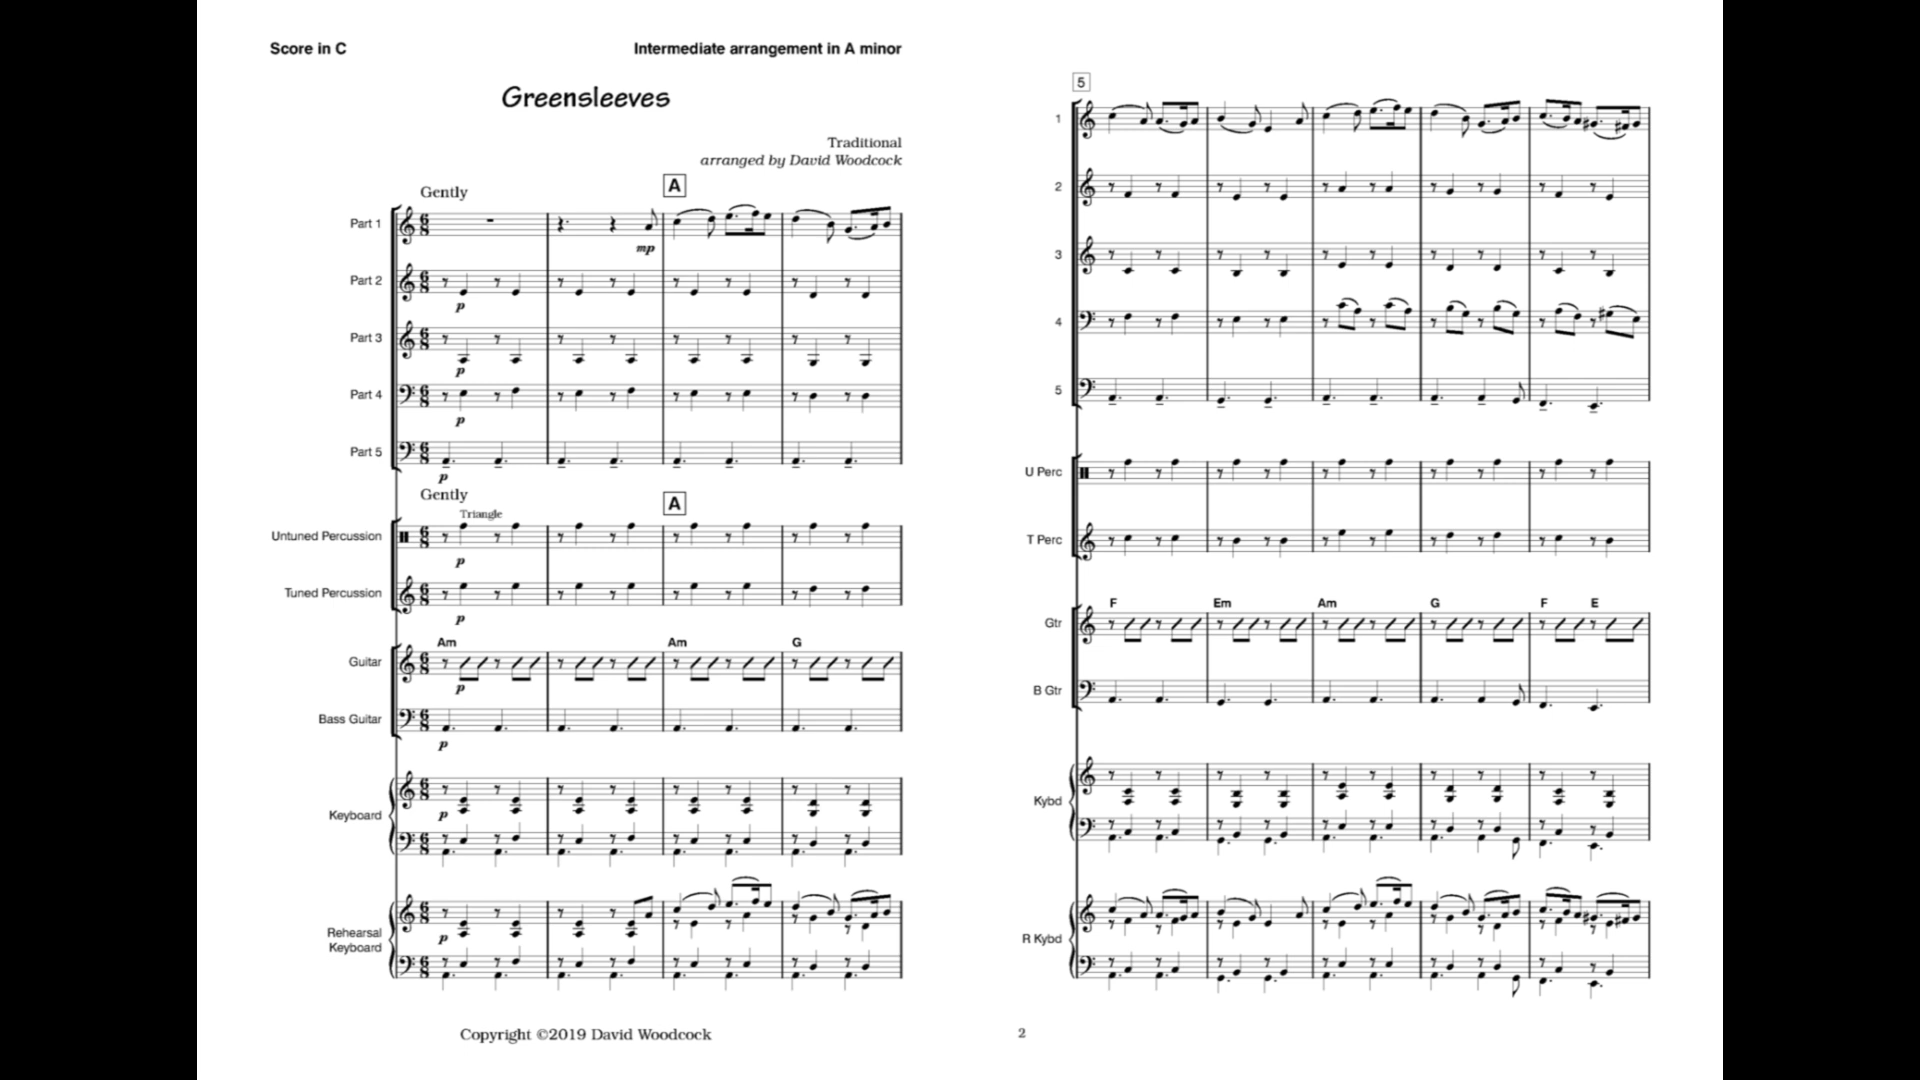 Score in C
Intermediate arrangement in A minor
Greensleeves
Traditional
arranged by David Woodcock
Gently
A
Part 1
mp
Part 2
p
Part 3
p
Part 4
p
Part 5
p
Gently
A
Triangle
Untuned Percussion
p
Tuned Percussion
p
Am Am G
Guitar
p
Bass Guitar
p
Keyboard
p
Rehearsal
Keyboard
p
Copyright ©2019 David Woodcock
5
1
2
3
4
5
U Perc
T Perc
F Em Am G F E
Gtr
B Gtr
Kybd
R Kybd
2